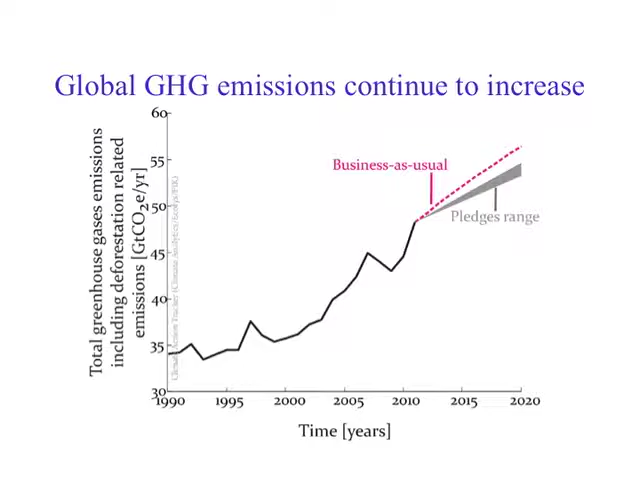 Global GHG emissions continue to increase
Total greenhouse gases emissions
including deforestation related
emissions [GtCO2e/yr]
60
55
50
45
40
35
30
Business-as-usual
Pledges range
1990
1995
2000
2005
2010
2015
2020
Time [years]